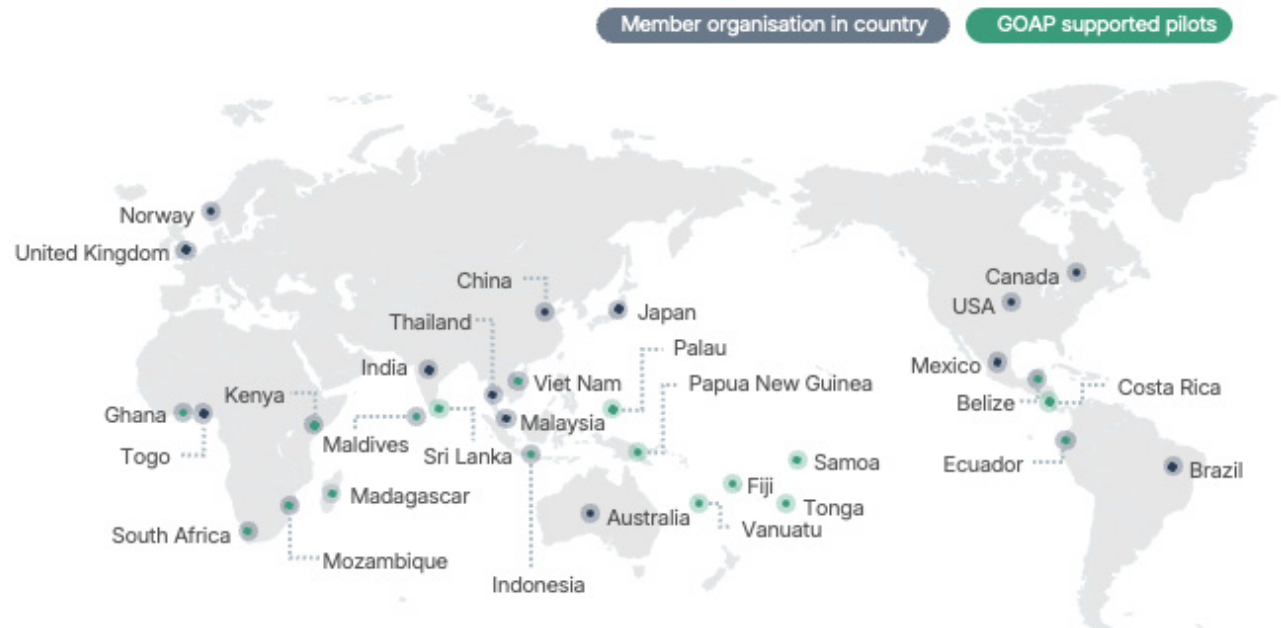 Member organisation in country
GOAP supported pilots
Norway
United Kingdom
China
Canada
USA
Japan
Thailand
Palau
India
Mexico
Viet Nam
Papua New Guinea
Costa Rica
Kenya
Belize
Ghana
Malaysia
Maldives
Sri Lanka
Togo
Samoa
Ecuador
Brazil
Fiji
Madagascar
Tonga
Australia
Vanuatu
South Africa
Mozambique
Indonesia